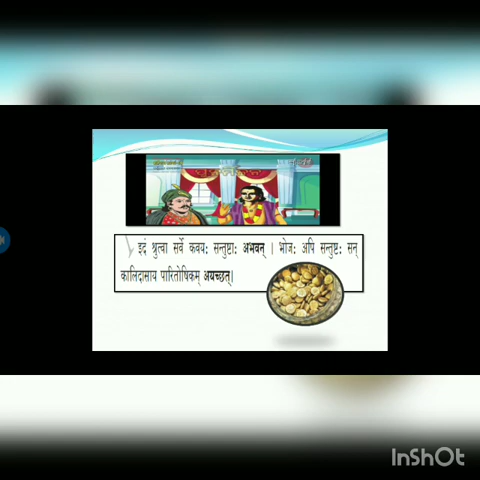 इदं श्रुत्वा सर्वे कवयः सन्तुष्टाः अभवन् । भोजः अपि सन्तुष्टः सन्
कालिदासाय पारितोषिकम् अयच्छत्।
InShOt